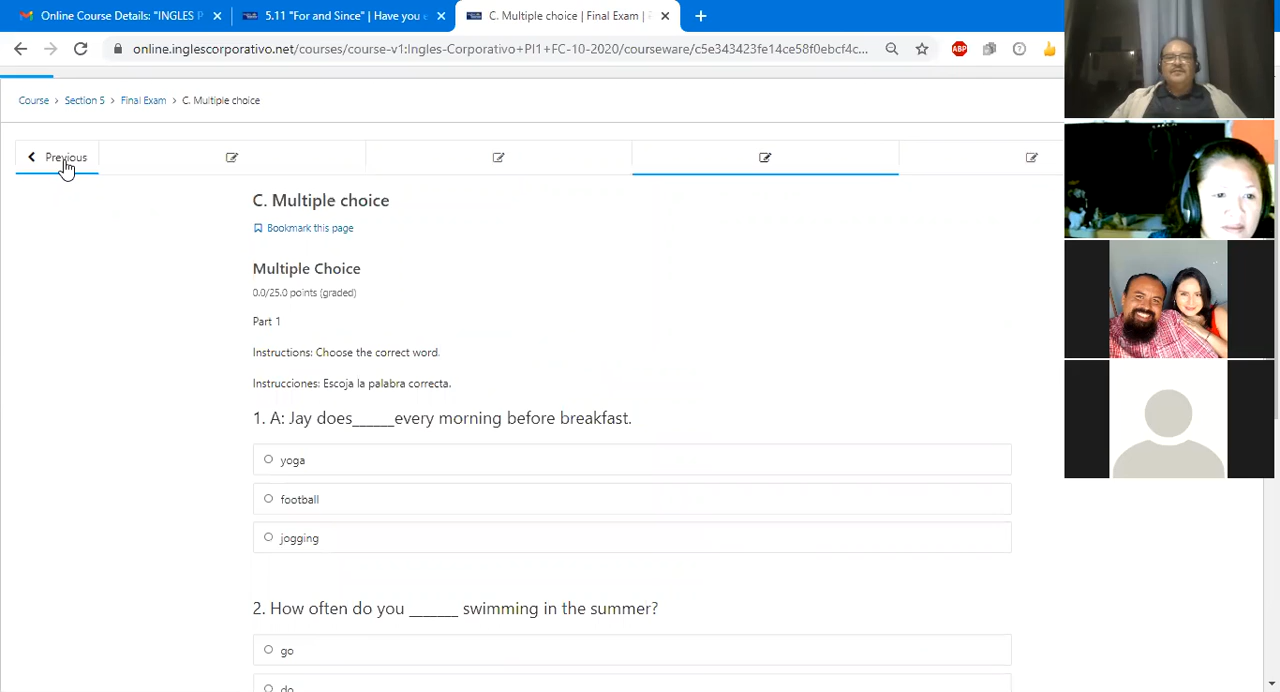 Online Course Details: "INGLES P
5.11 "For and Since" | Have you e
C. Multiple choice | Final Exam |
online.inglescorporativo.net/courses/course-v1:Ingles-Corporativo+PI1+FC-10-2020/courseware/c5e343423fe14ce58f0ebcf4c...
ABP
Course > Section 5 > Final Exam > C. Multiple choice
Previous
C. Multiple choice
Bookmark this page
Multiple Choice
0.0/25.0 points (graded)
Part 1
Instructions: Choose the correct word.
Instrucciones: Escoja la palabra correcta.
1. A: Jay does______every morning before breakfast.
yoga
football
jogging
2. How often do you ______ swimming in the summer?
go
do